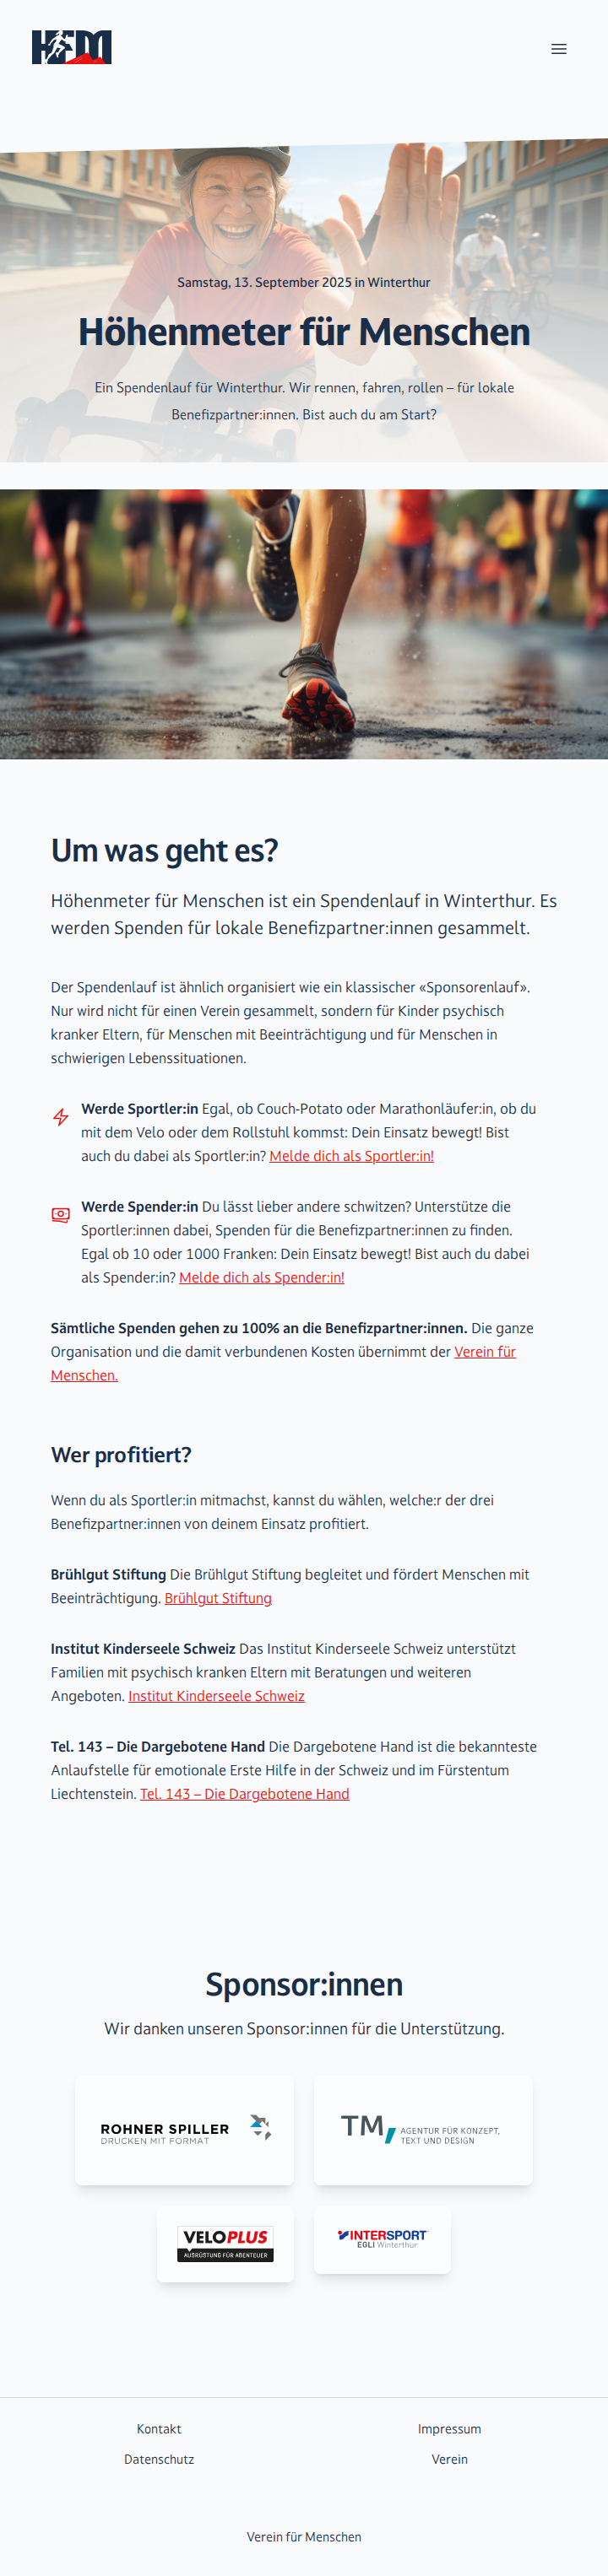 HFM
Samstag, 13. September 2025 in Winterthur
Höhenmeter für Menschen
Ein Spendenlauf für Winterthur. Wir rennen, fahren, rollen – für lokale
Benefizpartner:innen. Bist auch du am Start?
Um was geht es?
Höhenmeter für Menschen ist ein Spendenlauf in Winterthur. Es
werden Spenden für lokale Benefizpartner:innen gesammelt.
Der Spendenlauf ist ähnlich organisiert wie ein klassischer «Sponsorenlauf».
Nur wird nicht für einen Verein gesammelt, sondern für Kinder psychisch
kranker Eltern, für Menschen mit Beeinträchtigung und für Menschen in
schwierigen Lebenssituationen.
Werde Sportler:in Egal, ob Couch-Potato oder Marathonläufer:in, ob du
mit dem Velo oder dem Rollstuhl kommst: Dein Einsatz bewegt! Bist
auch du dabei als Sportler:in? Melde dich als Sportler:in!
Werde Spender:in Du lässt lieber andere schwitzen? Unterstütze die
Sportler:innen dabei, Spenden für die Benefizpartner:innen zu finden.
Egal ob 10 oder 1000 Franken: Dein Einsatz bewegt! Bist auch du dabei
als Spender:in? Melde dich als Spender:in!
Sämtliche Spenden gehen zu 100% an die Benefizpartner:innen. Die ganze
Organisation und die damit verbundenen Kosten übernimmt der Verein für
Menschen.
Wer profitiert?
Wenn du als Sportler:in mitmachst, kannst du wählen, welche:r der drei
Benefizpartner:innen von deinem Einsatz profitiert.
Brühlgut Stiftung Die Brühlgut Stiftung begleitet und fördert Menschen mit
Beeinträchtigung. Brühlgut Stiftung
Institut Kinderseele Schweiz Das Institut Kinderseele Schweiz unterstützt
Familien mit psychisch kranken Eltern mit Beratungen und weiteren
Angeboten. Institut Kinderseele Schweiz
Tel. 143 – Die Dargebotene Hand Die Dargebotene Hand ist die bekannteste
Anlaufstelle für emotionale Erste Hilfe in der Schweiz und im Fürstentum
Liechtenstein. Tel. 143 – Die Dargebotene Hand
Sponsor:innen
Wir danken unseren Sponsor:innen für die Unterstützung.
ROHNER SPILLER
DRUCKEN MIT FORMAT
TM
AGENTUR FÜR KONZEPT,
TEXT UND DESIGN
VELOPLUS
AUSRÜSTUNG FÜR ABENTEUER
INTERSPORT
EGLI Winterthur
Kontakt
Impressum
Datenschutz
Verein
Verein für Menschen